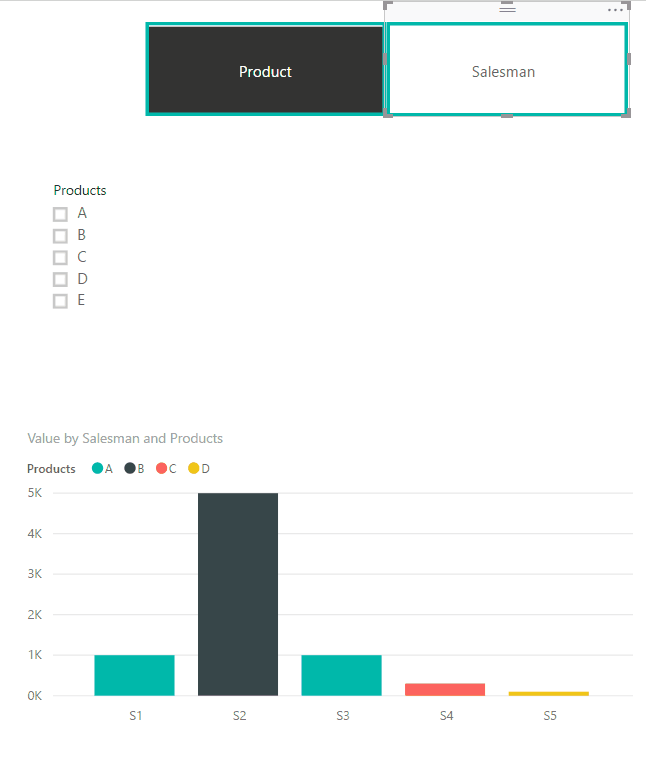 Product
Salesman
Products
A
B
C
D
E
Value by Salesman and Products
Products A B C D
5K
4K
3K
2K
1K
0K
S1 S2 S3 S4 S5